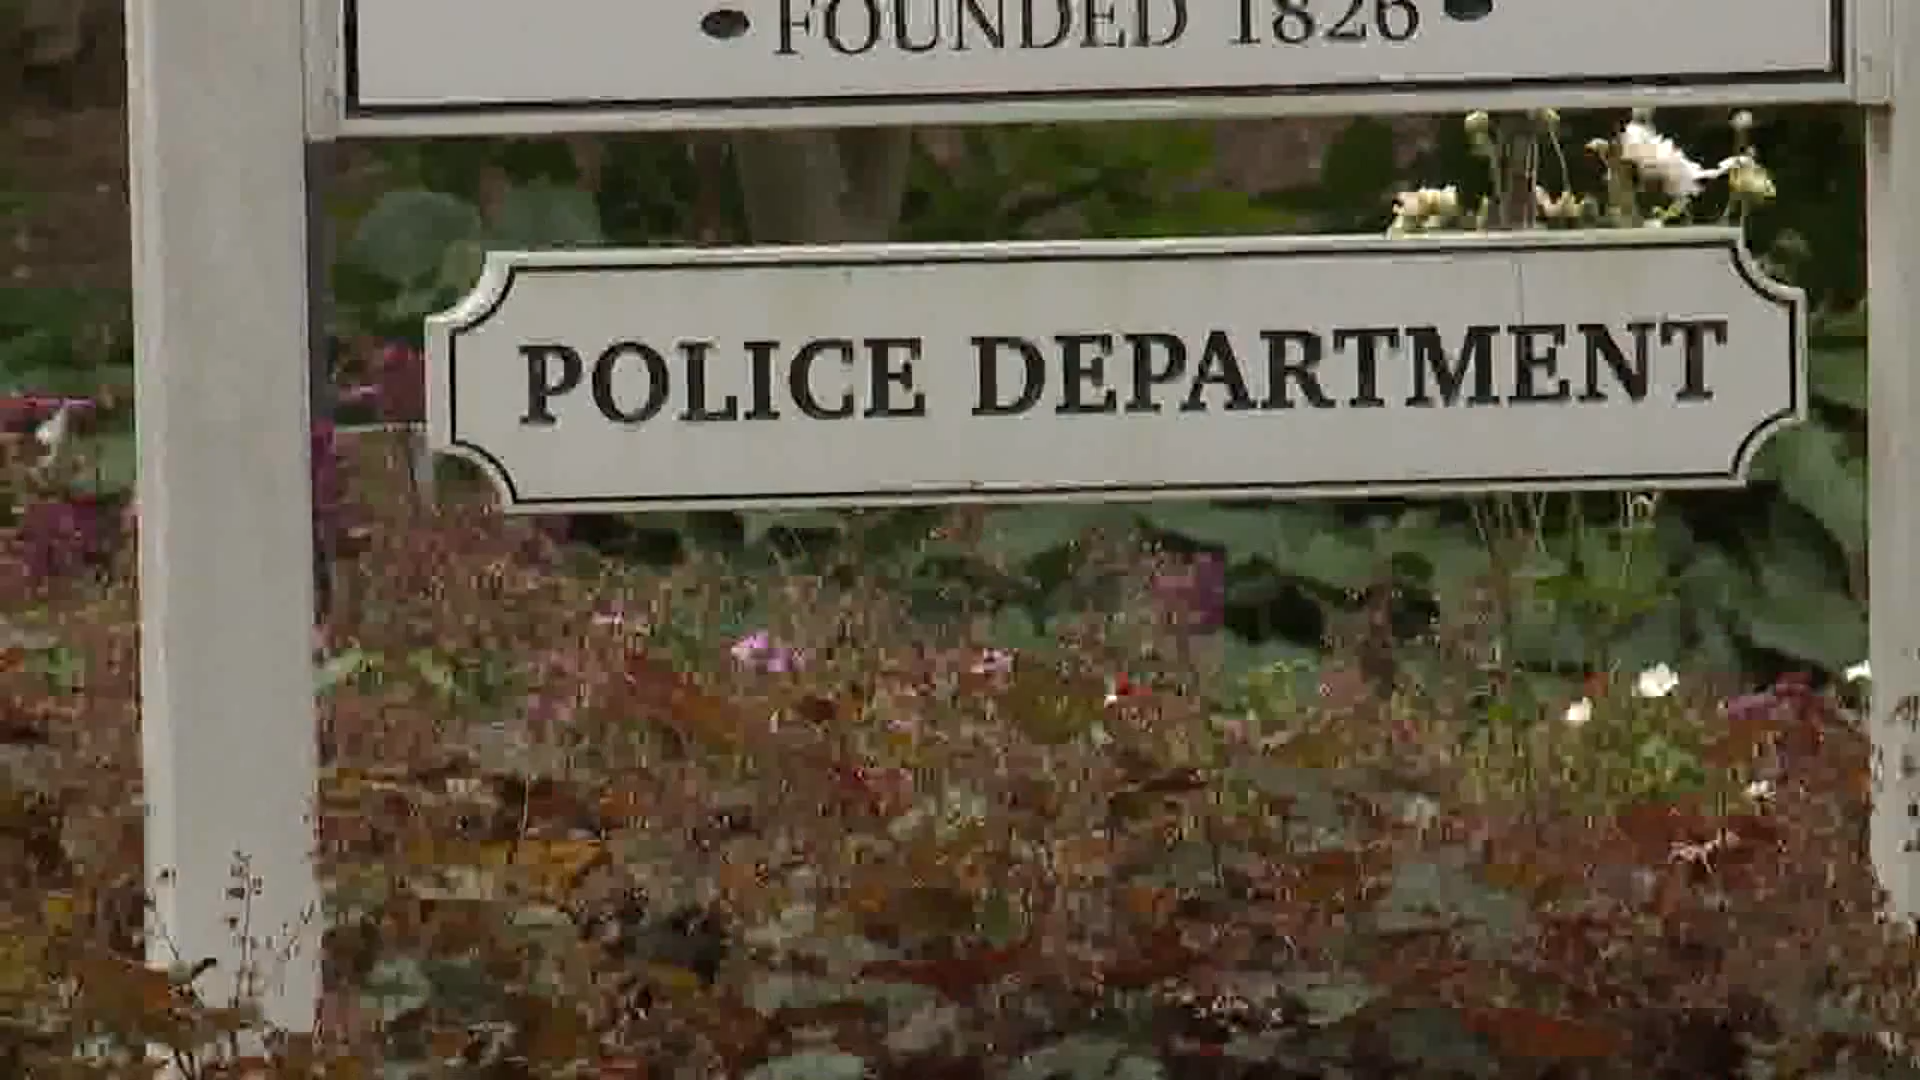 • FOUNDED 1826 •
POLICE DEPARTMENT